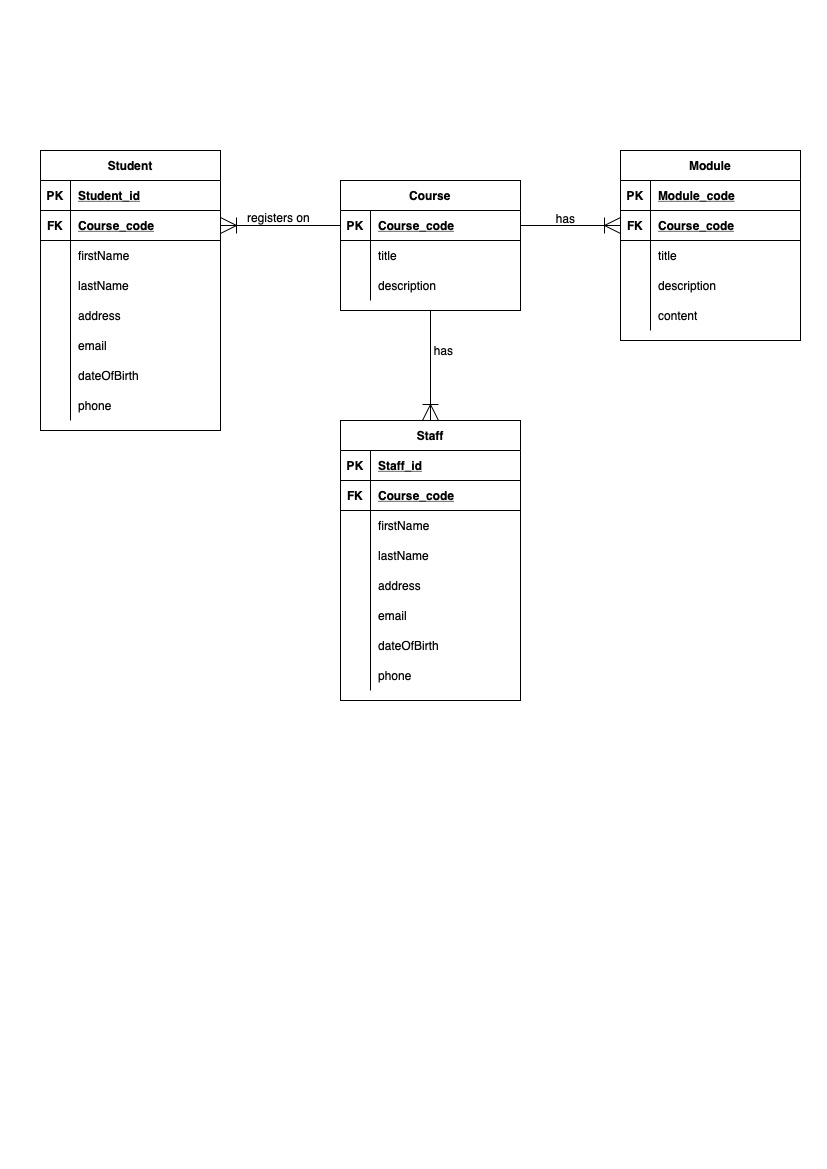 Student
PK Student_id
FK Course_code
firstName
lastName
address
email
dateOfBirth
phone
registers on
Course
PK Course_code
title
description
has
Module
PK Module_code
FK Course_code
title
description
content
has
Staff
PK Staff_id
FK Course_code
firstName
lastName
address
email
dateOfBirth
phone